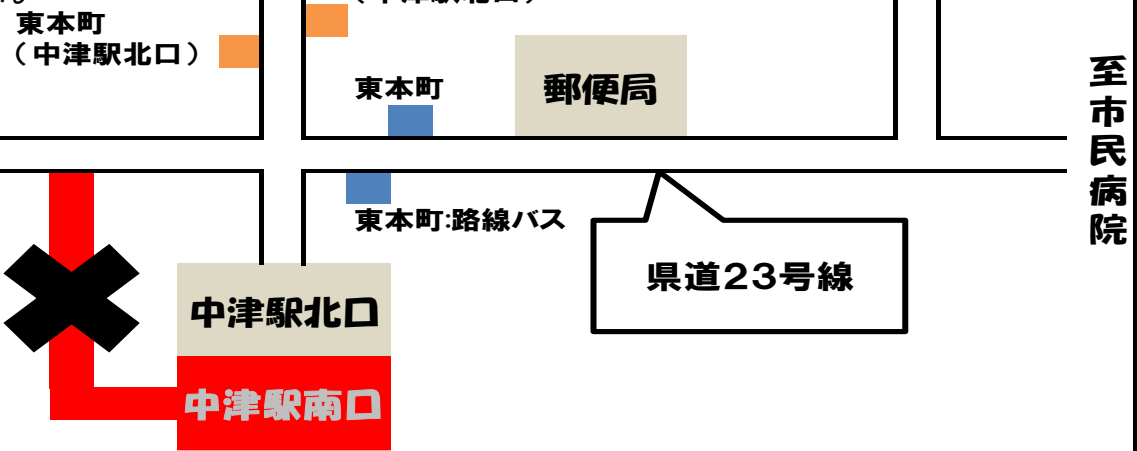 東本町
(中津駅北口)
東本町
郵便局
至市民病院
東本町:路線バス
県道23号線
中津駅北口
中津駅南口